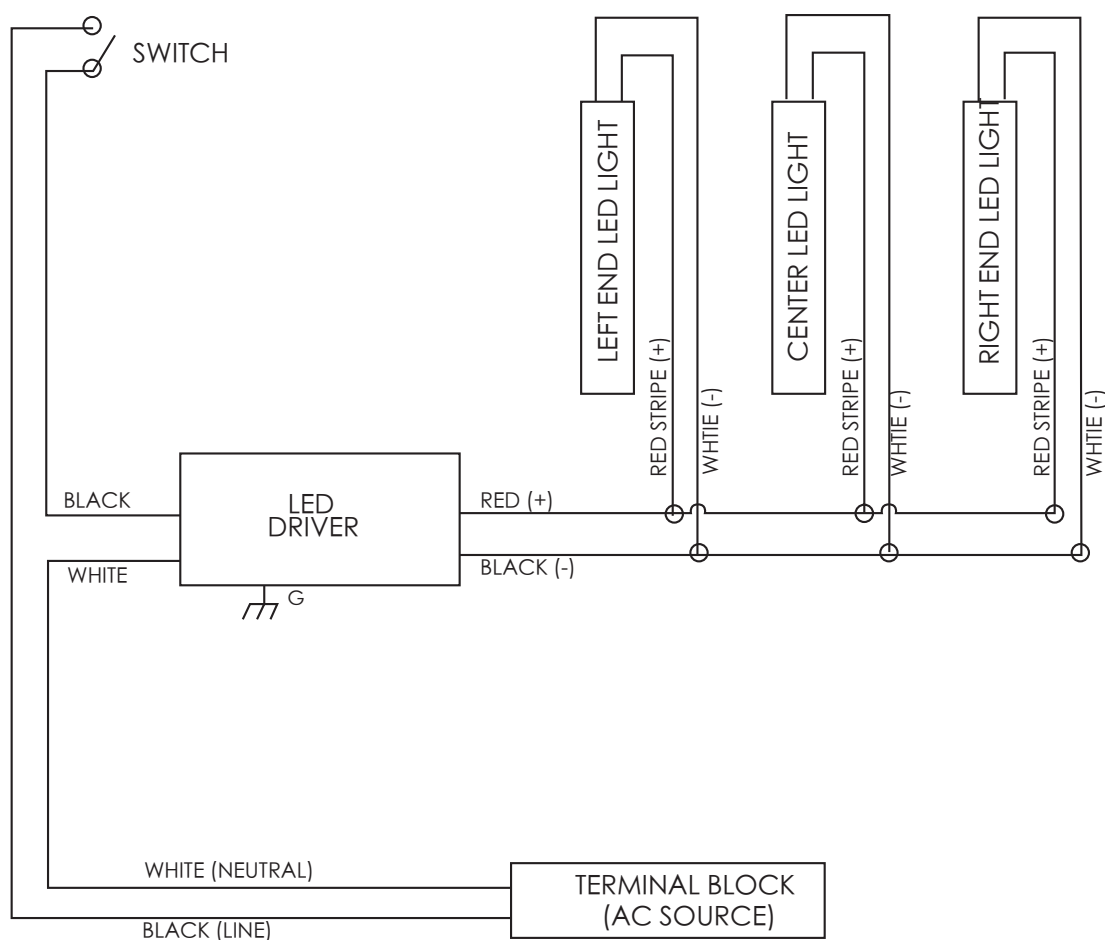 SWITCH
LEFT END LED LIGHT
CENTER LED LIGHT
RIGHT END LED LIGHT
RED STRIPE (+)
WHTIE (-)
RED STRIPE (+)
WHTIE (-)
RED STRIPE (+)
WHTIE (-)
BLACK
LED
DRIVER
RED (+)
WHITE
BLACK (-)
G
WHITE (NEUTRAL)
BLACK (LINE)
TERMINAL BLOCK
(AC SOURCE)